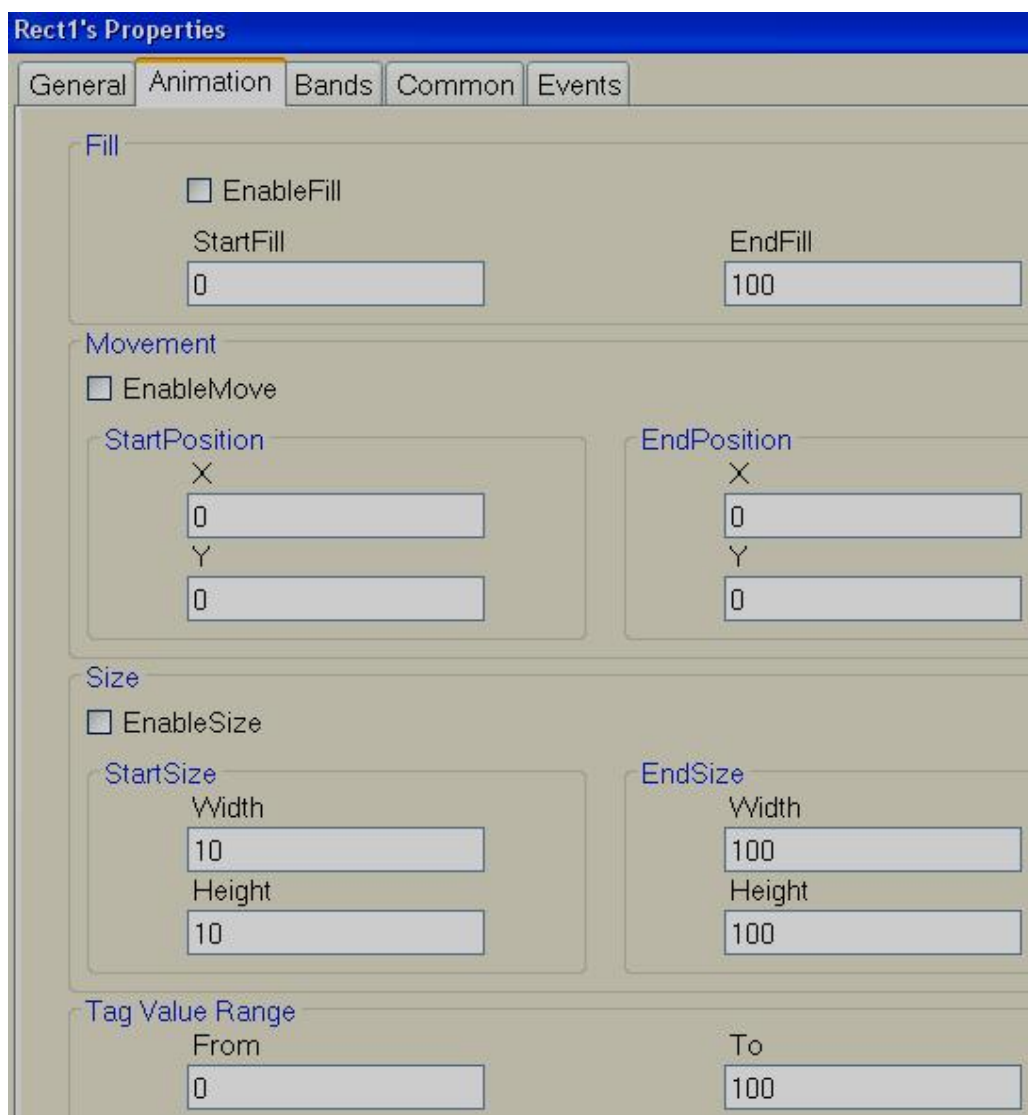 Rect1's Properties
General Animation Bands Common Events
Fill
EnableFill
StartFill EndFill
0 100
Movement
EnableMove
StartPosition EndPosition
X X
0 0
Y Y
0 0
Size
EnableSize
StartSize EndSize
Width Width
10 100
Height Height
10 100
Tag Value Range
From To
0 100